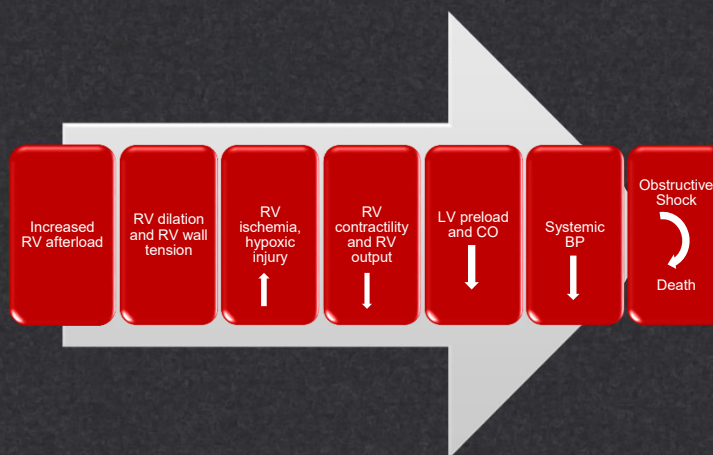 Increased
RV afterload
RV dilation
and RV wall
tension
RV
ischemia,
hypoxic
injury
RV
contractility
and RV
output
LV preload
and CO
Systemic
BP
Obstructive
Shock
Death